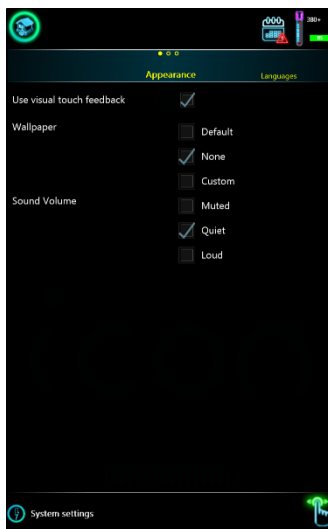 380+
Appearance
Languages
Use visual touch feedback
Wallpaper
Default
None
Custom
Sound Volume
Muted
Quiet
Loud
System settings